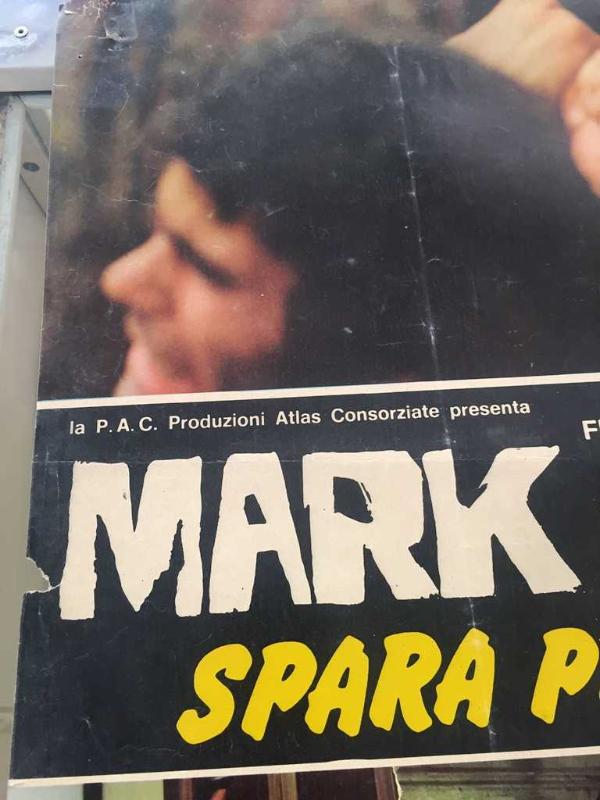 la P.A.C. Produzioni Atlas Consorziate presenta
MARK
SPARA